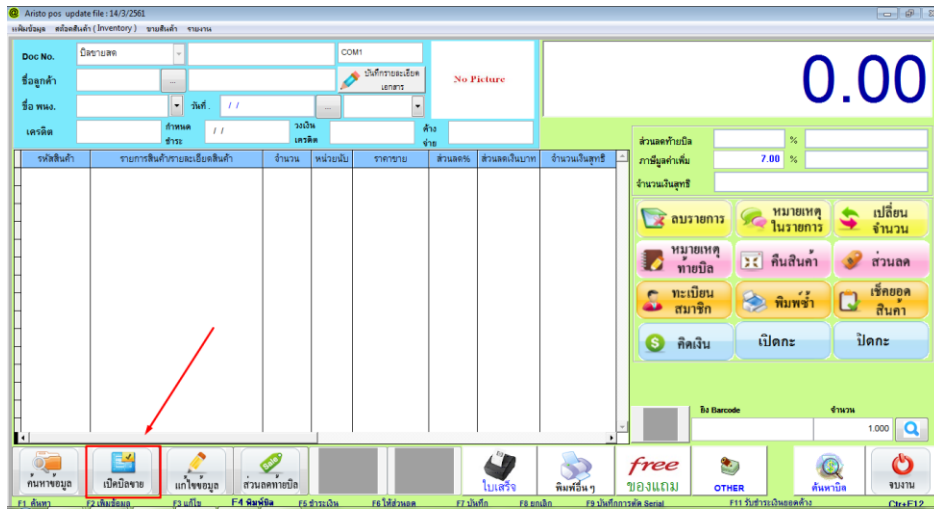 Aristo pos update file : 14/3/2561
แฟ้มข้อมูล สต๊อคสินค้า ( Inventory ) ขายสินค้า รายงาน
Doc No. บิลขายสด COM1
ชื่อลูกค้า ... บันทึกรายละเอียด
เอกสาร
No Picture
0.00
ชื่อ พนง. วันที่ . / / ...
เครดิต กำหนด
ชำระ / / วงเงิน
เครดิต ค้าง
จ่าย
ส่วนลดท้ายบิล %
ภาษีมูลค่าเพิ่ม 7.00 %
จำนวนเงินสุทธิ
รหัสสินค้า รายการสินค้า/รายละเอียดสินค้า จำนวน หน่วยนับ ราคาขาย ส่วนลด% ส่วนลดเงินบาท จำนวนเงินสุทธิ
ลบรายการ หมายเหตุ
ในรายการ เปลี่ยน
จำนวน
หมายเหตุ
ท้ายบิล คืนสินค้า ส่วนลด
ทะเบียน
สมาชิก พิมพ์ซ้ำ เช็คยอด
สินค้า
คิดเงิน เปิดกะ ปิดกะ
ยิง Barcode จำนวน
1.000
ค้นหาข้อมูล เปิดบิลขาย แก้ไขข้อมูล ส่วนลดท้ายบิล ใบเสร็จ พิมพ์อื่น ๆ free
ของแถม OTHER ค้นหาบิล จบงาน
F1 ค้นหา F2 เพิ่มข้อมูล F3 แก้ไข F4 พิมพ์บิล F5 ชำระเงิน F6 ให้ส่วนลด F7 บันทึก F8 ยกเลิก F9 บันทึกการตัด Serial F11 รับชำระเงินยอดค้าง Ctr+F12